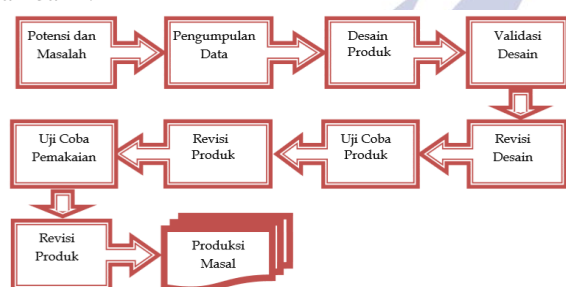 Potensi dan
Masalah
Pengumpulan
Data
Desain
Produk
Validasi
Desain
Revisi
Desain
Uji Coba
Produk
Revisi
Produk
Uji Coba
Pemakaian
Revisi
Produk
Produksi
Masal